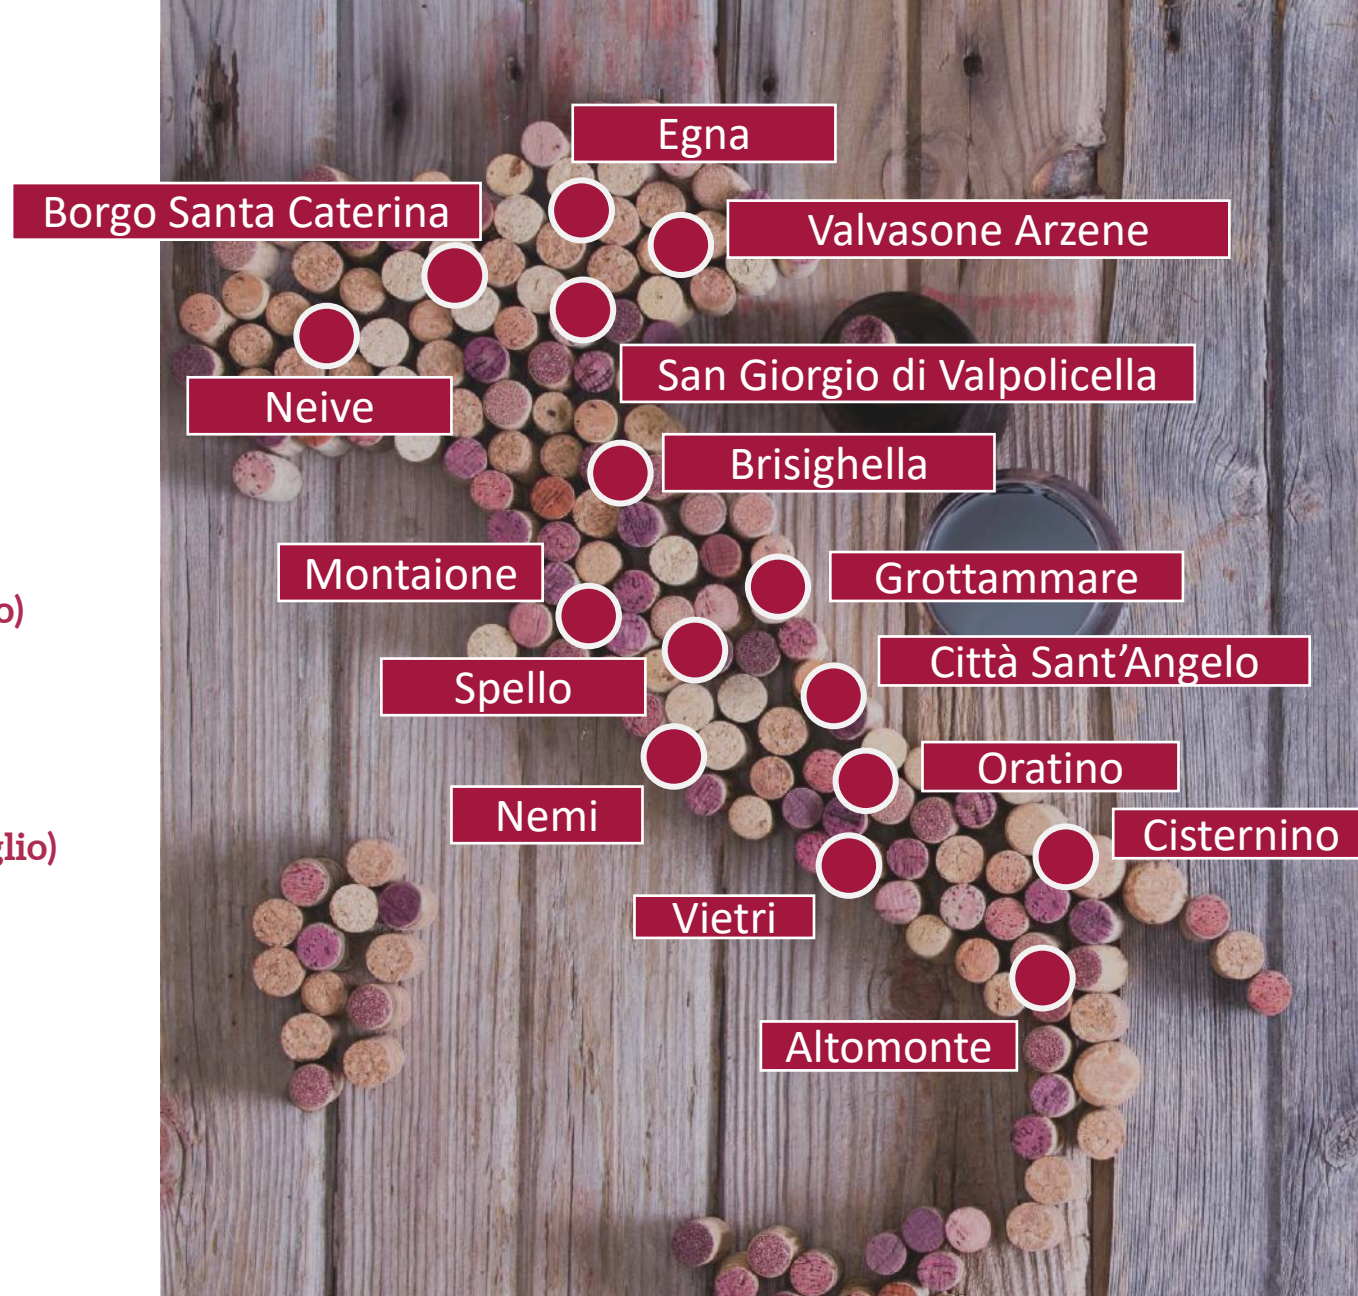 Egna
Borgo Santa Caterina
Valvasone Arzene
San Giorgio di Valpolicella
Neive
Brisighella
Montaione
Grottammare
o)
Città Sant’Angelo
Spello
Oratino
Nemi
Cisternino
glio)
Vietri
Altomonte